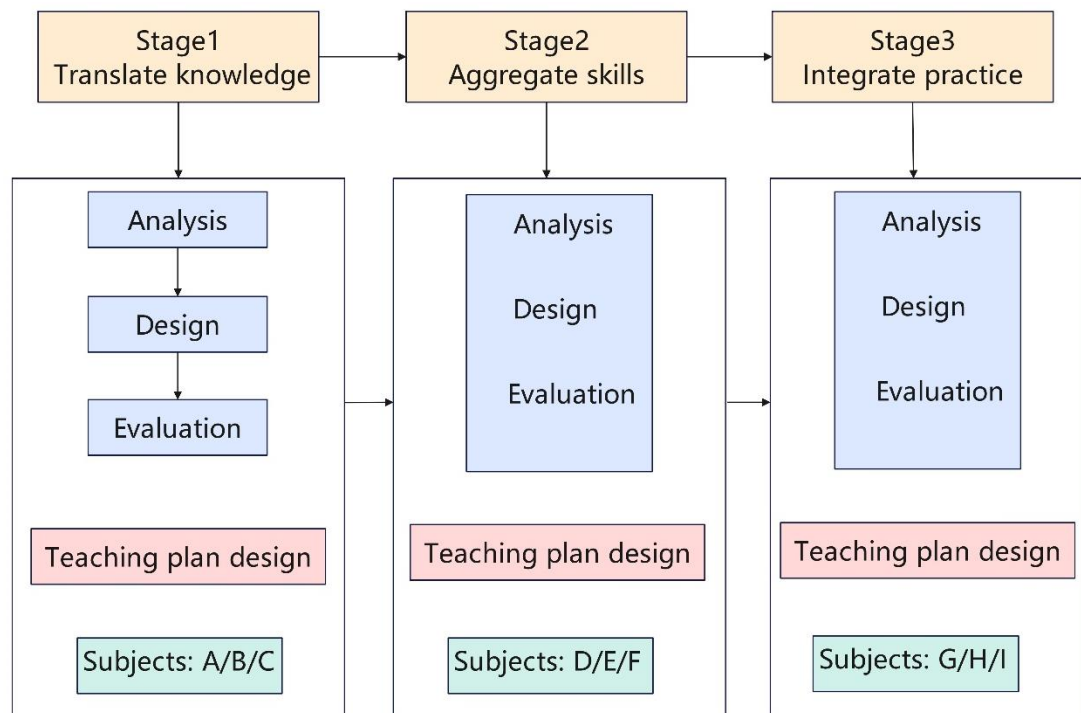 Stage1
Translate knowledge
Stage2
Aggregate skills
Stage3
Integrate practice
Analysis
Design
Evaluation
Teaching plan design
Subjects: A/B/C
Analysis
Design
Evaluation
Teaching plan design
Subjects: D/E/F
Analysis
Design
Evaluation
Teaching plan design
Subjects: G/H/I